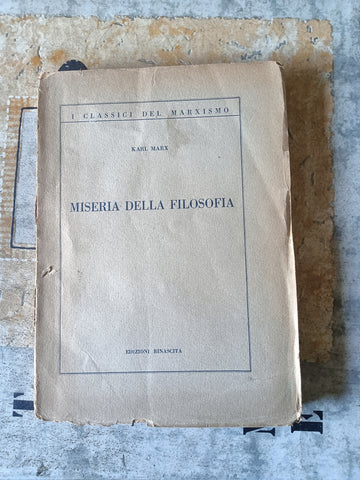 I CLASSICI DEL MARXISMO
KARL MARX
MISERIA DELLA FILOSOFIA
EDIZIONI RINASCITA